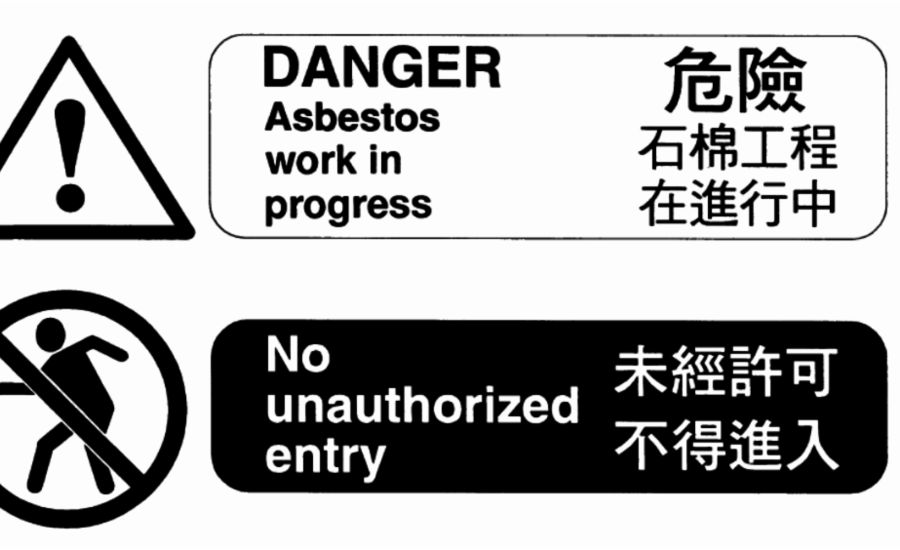 DANGER
Asbestos
work in
progress
危險
石棉工程
在進行中
No
unauthorized
entry
未經許可
不得進入